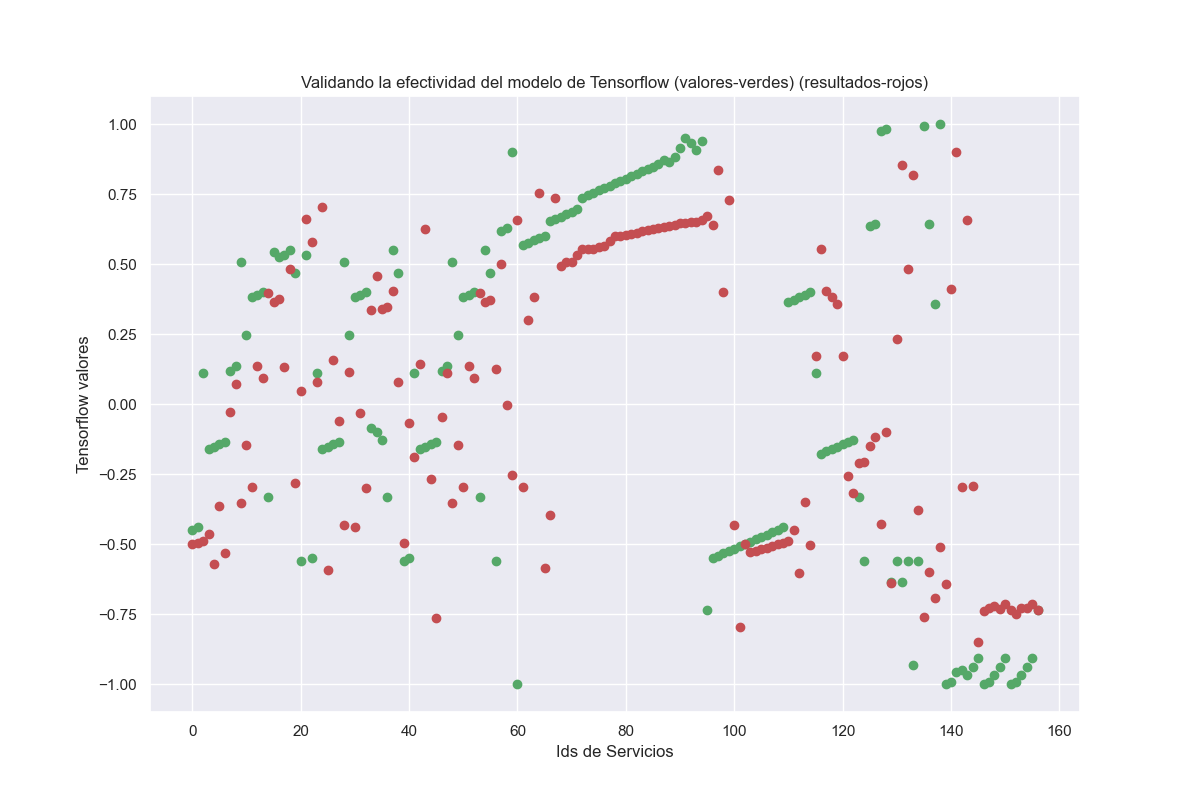 Validando la efectividad del modelo de Tensorflow (valores-verdes) (resultados-rojos)
Tensorflow valores
1.00
0.75
0.50
0.25
0.00
−0.25
−0.50
−0.75
−1.00
0 20 40 60 80 100 120 140 160
Ids de Servicios